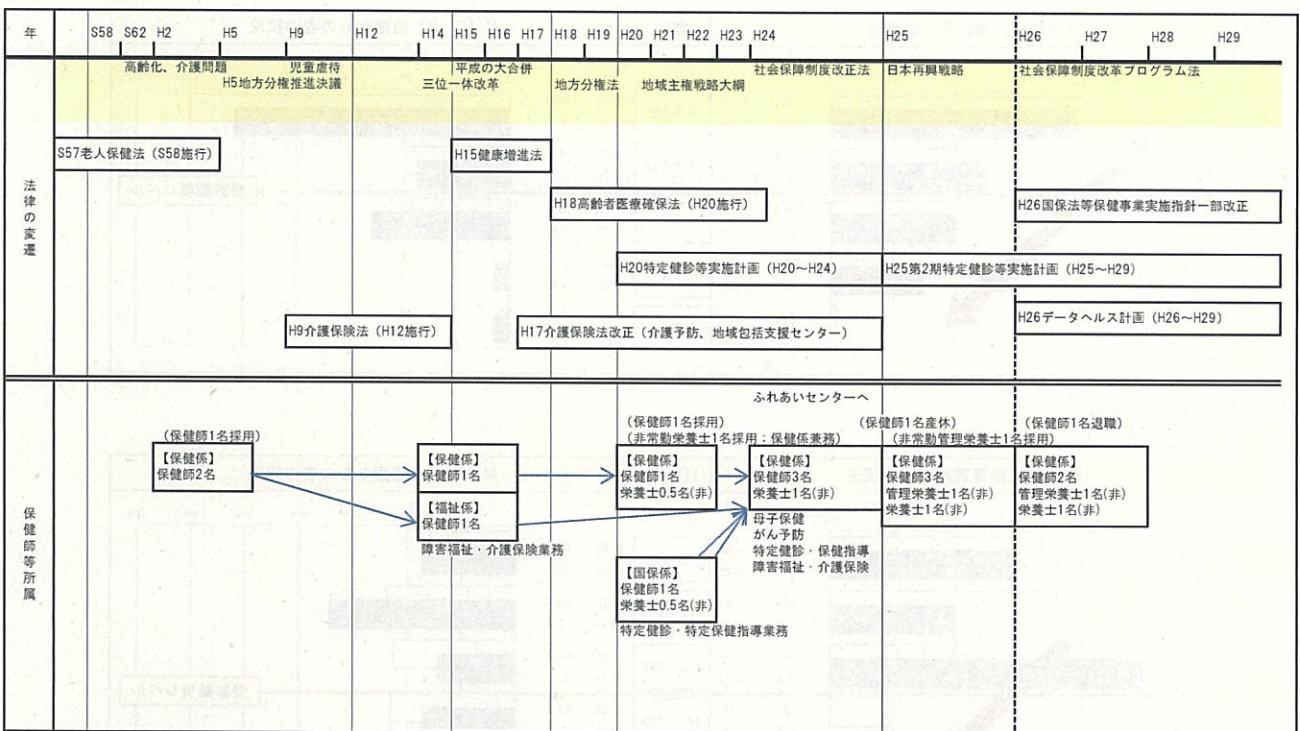 年
S58 S62 H2 H5 H9 H12 H14 H15 H16 H17 H18 H19 H20 H21 H22 H23 H24 H25 H26 H27 H28 H29
高齢化、介護問題
児童虐待
平成の大合併
社会保障制度改正法
日本再興戦略
社会保障制度改革プログラム法
H5地方分権推進決議
三位一体改革
地方分権法
地域主権戦略大綱
法律の変遷
S57老人保健法（S58施行）
H15健康増進法
H18高齢者医療確保法（H20施行）
H26国保法等保健事業実施指針一部改正
H20特定健診等実施計画（H20～H24）
H25第2期特定健診等実施計画（H25～H29）
H9介護保険法（H12施行）
H17介護保険法改正（介護予防、地域包括支援センター）
H26データヘルス計画（H26～H29）
保健師等所属
ふれあいセンターへ
（保健師1名採用）
【保健係】
保健師2名
【保健係】
保健師1名
【福祉係】
保健師1名
障害福祉・介護保険業務
（保健師1名採用）
（非常勤栄養士1名採用；保健係兼務）
【保健係】
保健師1名
栄養士0.5名(非)
【国保係】
保健師1名
栄養士0.5名(非)
特定健診・特定保健指導業務
【保健係】
保健師3名
栄養士1名(非)
母子保健
がん予防
特定健診・保健指導
障害福祉・介護保険
（保健師1名産休）
（非常勤管理栄養士1名採用）
【保健係】
保健師3名
管理栄養士1名(非)
栄養士1名(非)
（保健師1名退職）
【保健係】
保健師2名
管理栄養士1名(非)
栄養士1名(非)